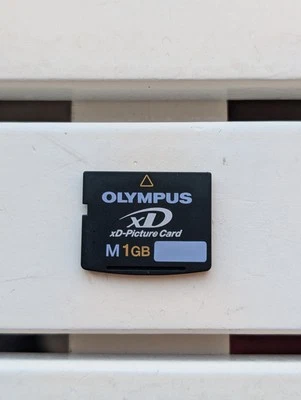 OLYMPUS
xD
xD-Picture Card
M 1GB